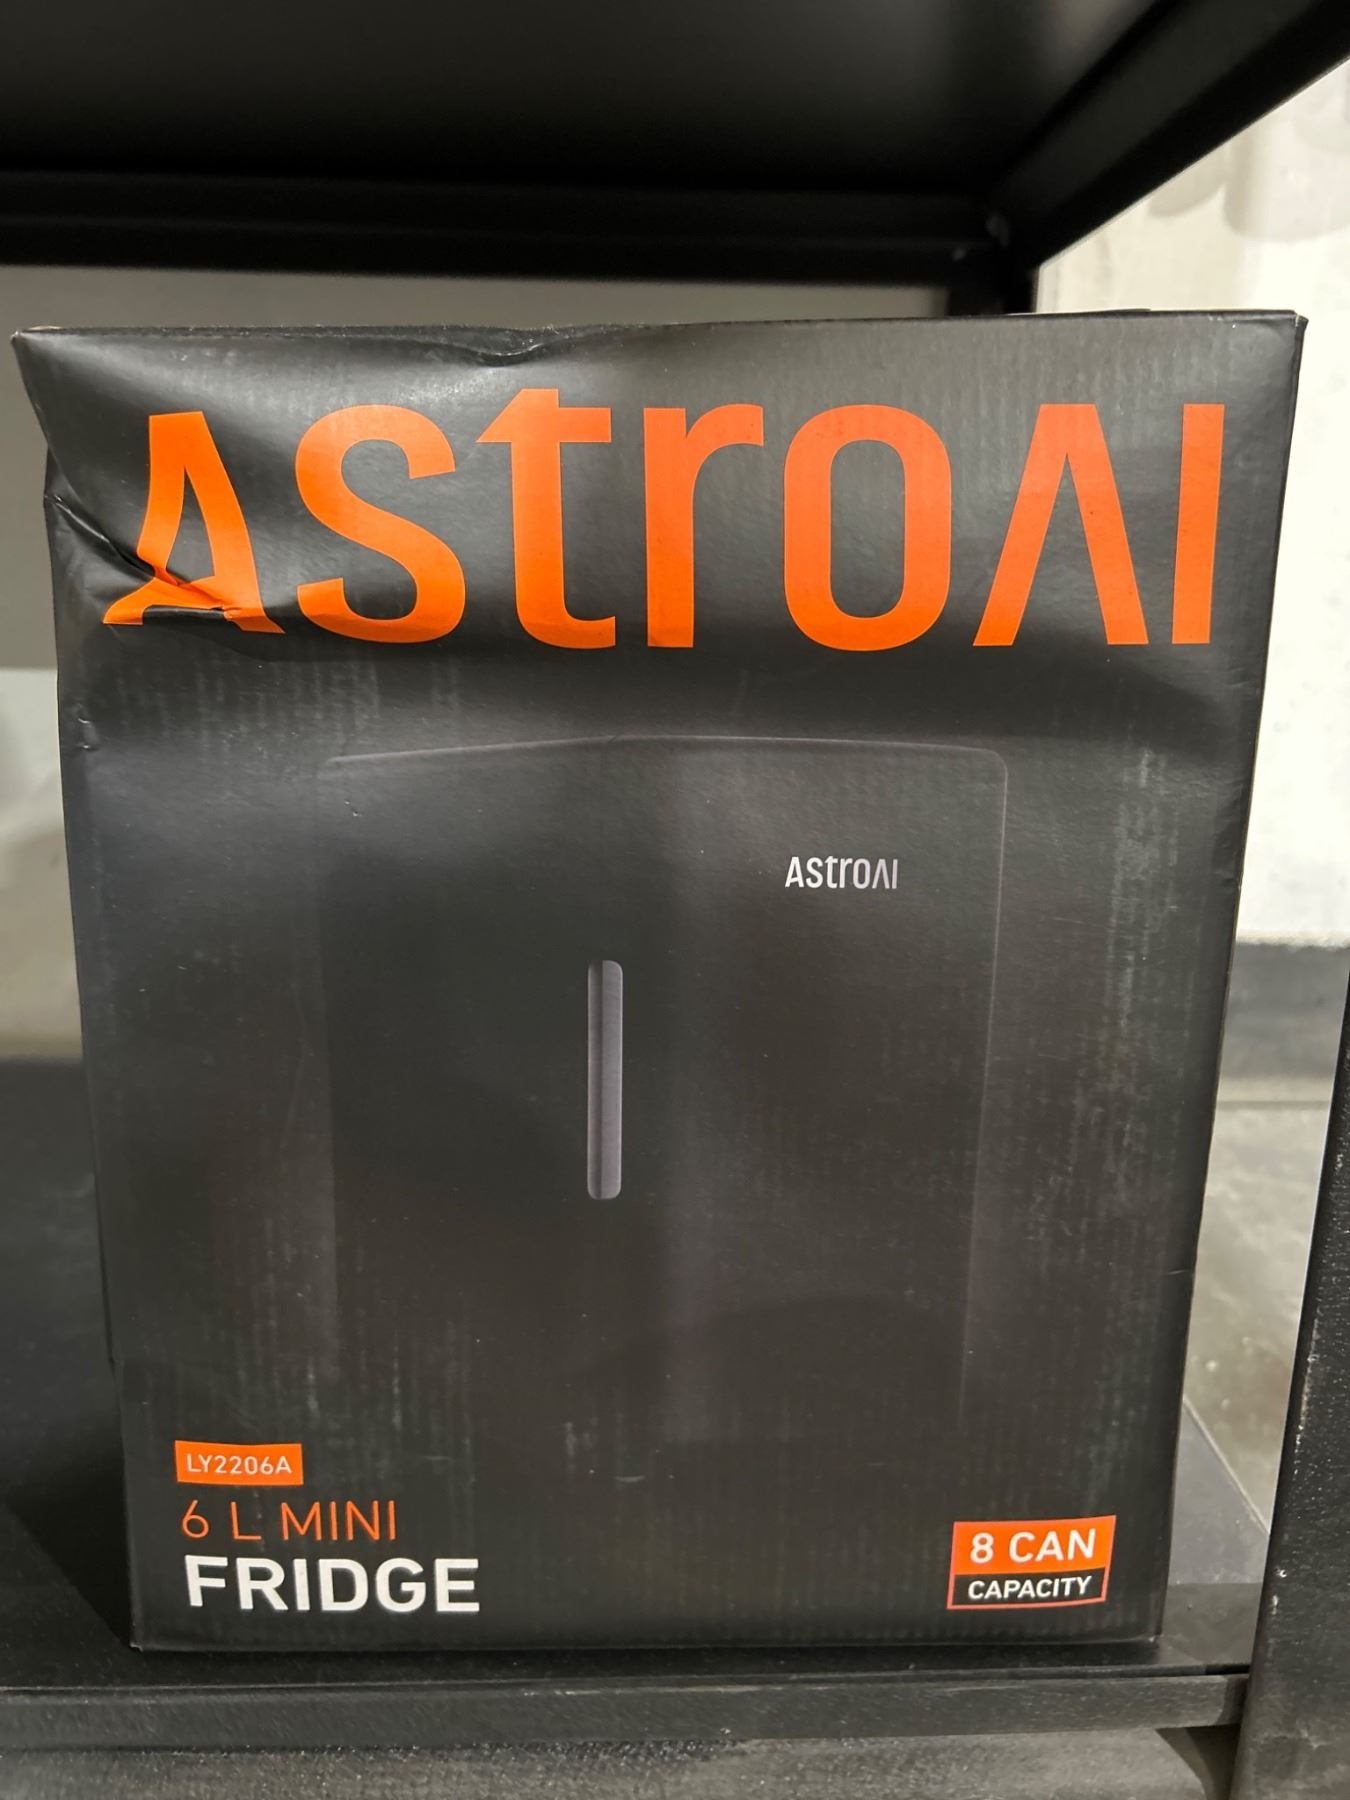 AstroAI
AstroAI
LY2206A
6 L MINI
FRIDGE
8 CAN
CAPACITY